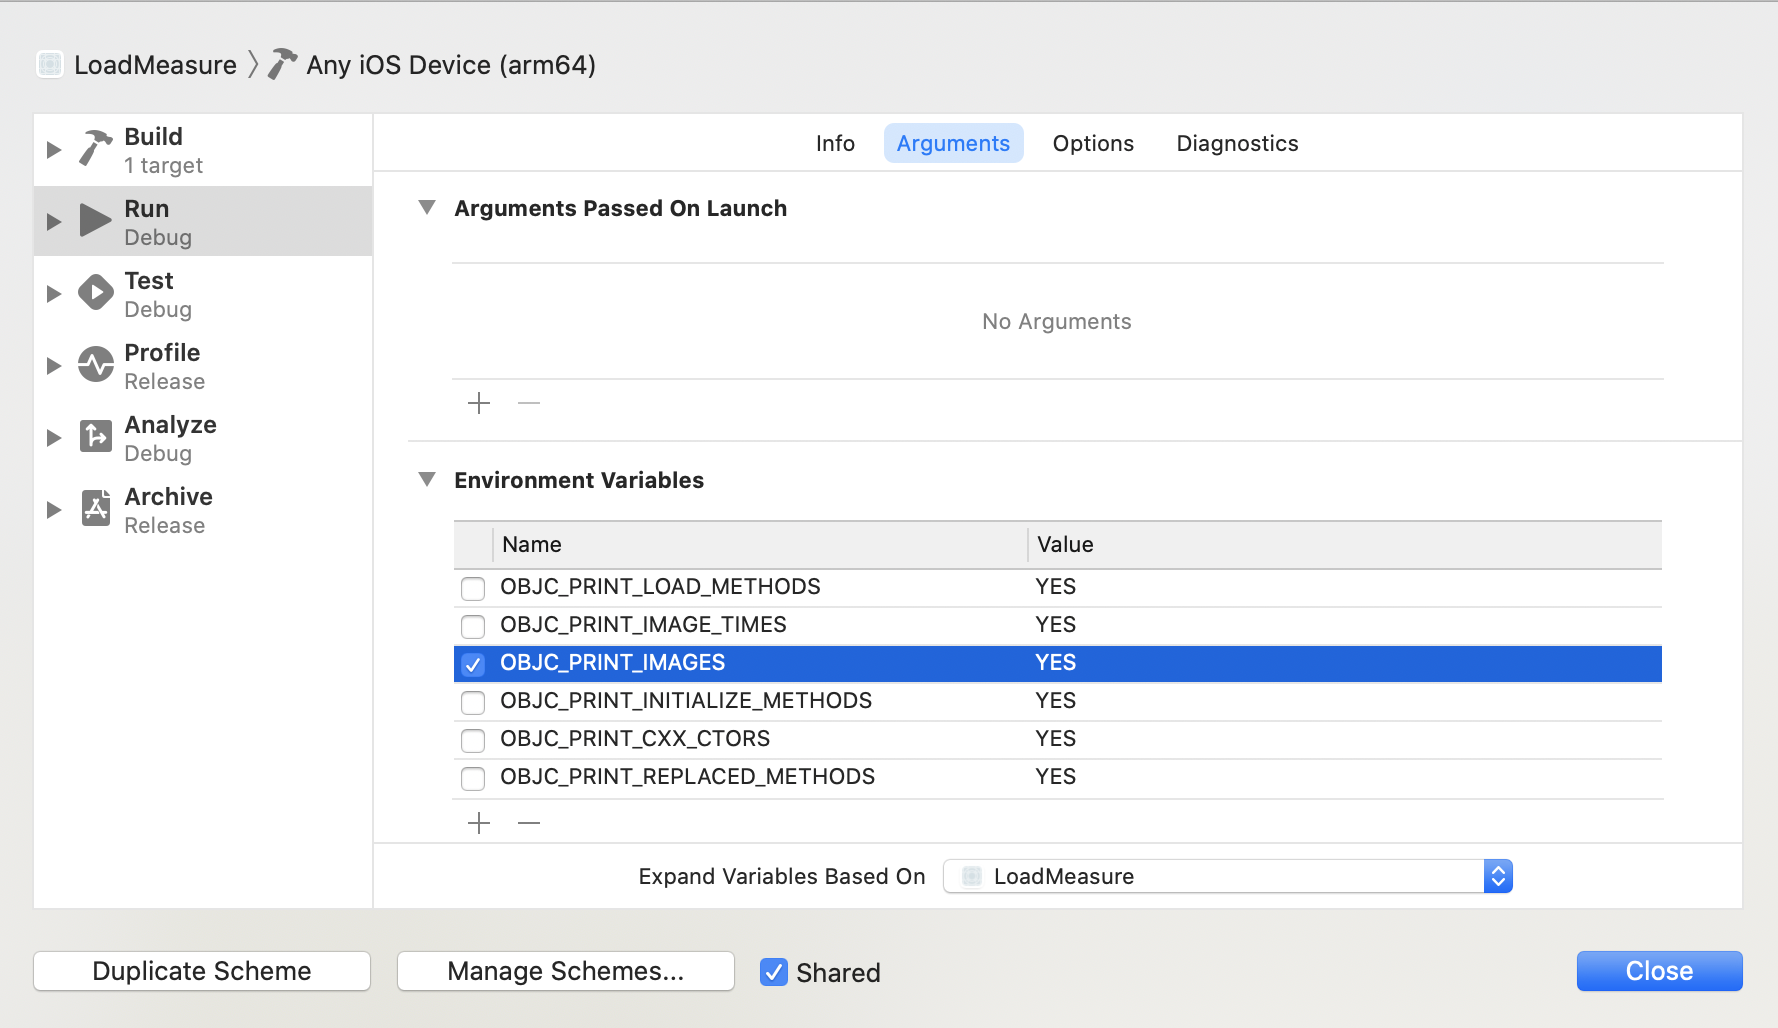 LoadMeasure 〉 Any iOS Device (arm64)
Build
1 target
Run
Debug
Test
Debug
Profile
Release
Analyze
Debug
Archive
Release
Info Arguments Options Diagnostics
Arguments Passed On Launch
No Arguments
Environment Variables
Name Value
OBJC_PRINT_LOAD_METHODS YES
OBJC_PRINT_IMAGE_TIMES YES
OBJC_PRINT_IMAGES YES
OBJC_PRINT_INITIALIZE_METHODS YES
OBJC_PRINT_CXX_CTORS YES
OBJC_PRINT_REPLACED_METHODS YES
Expand Variables Based On LoadMeasure
Duplicate Scheme Manage Schemes... Shared Close